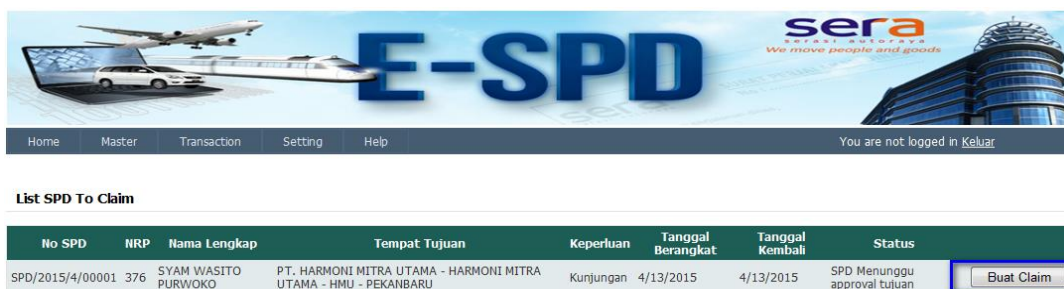 sera
serasi autoraya
We move people and goods
E-SPD
Home Master Transaction Setting Help You are not logged in Keluar
List SPD To Claim
No SPD NRP Nama Lengkap Tempat Tujuan Keperluan Tanggal Berangkat Tanggal Kembali Status
SPD/2015/4/00001 376 SYAM WASITO PURWOKO PT. HARMONI MITRA UTAMA - HARMONI MITRA UTAMA - HMU - PEKANBARU Kunjungan 4/13/2015 4/13/2015 SPD Menunggu approval tujuan Buat Claim